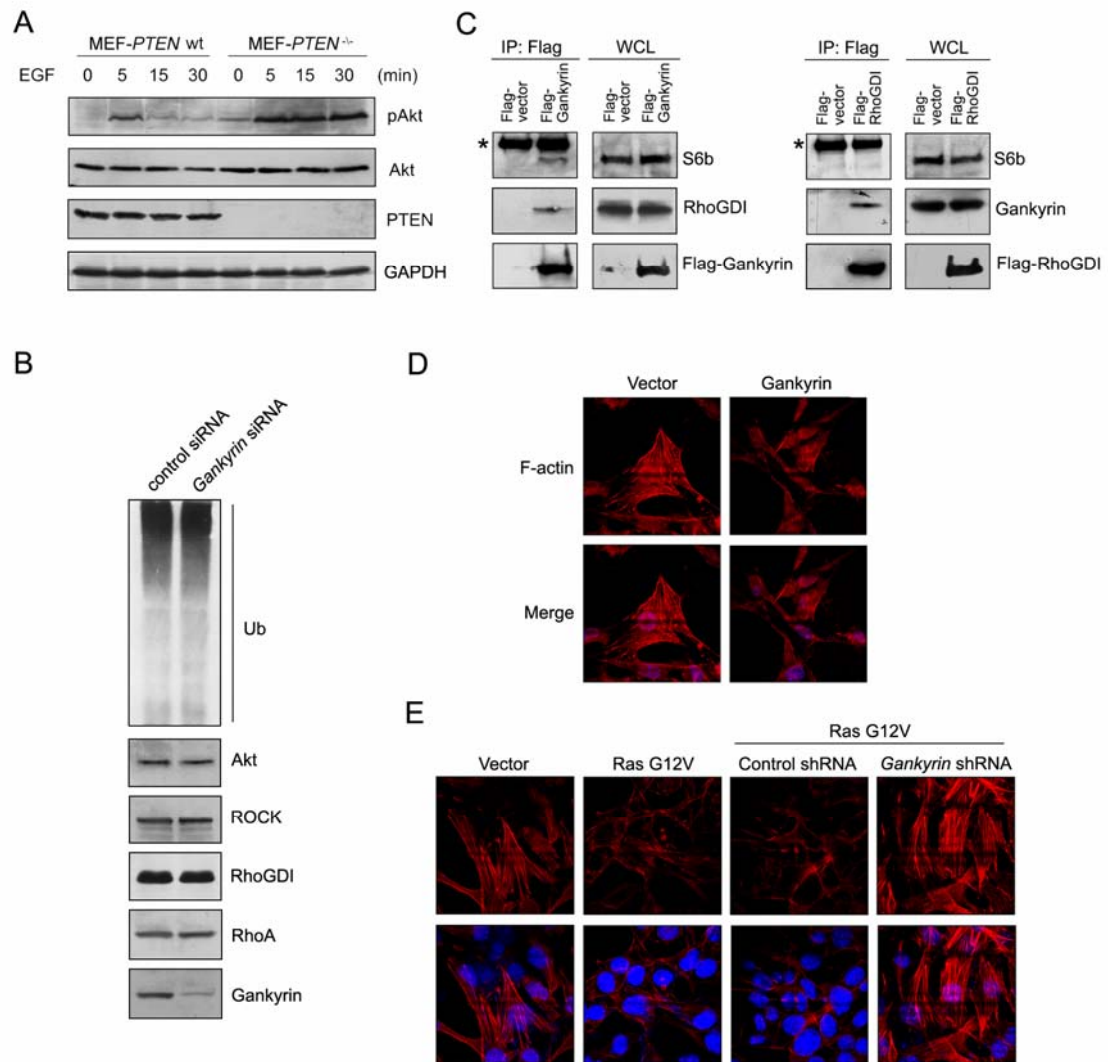 A
MEF-PTEN wt MEF-PTEN-/-
EGF 0 5 15 30 0 5 15 30 (min)
pAkt
Akt
PTEN
GAPDH
C
IP: Flag WCL IP: Flag WCL
Flag-vector Flag-Gankyrin Flag-vector Flag-Gankyrin Flag-vector Flag-RhoGDI Flag-vector Flag-RhoGDI
* S6b * S6b
RhoGDI Gankyrin
Flag-Gankyrin Flag-RhoGDI
B
control siRNA
Gankyrin siRNA
Ub
Akt
ROCK
RhoGDI
RhoA
Gankyrin
D
Vector Gankyrin
F-actin
Merge
E
Ras G12V
Vector Ras G12V Control shRNA Gankyrin shRNA